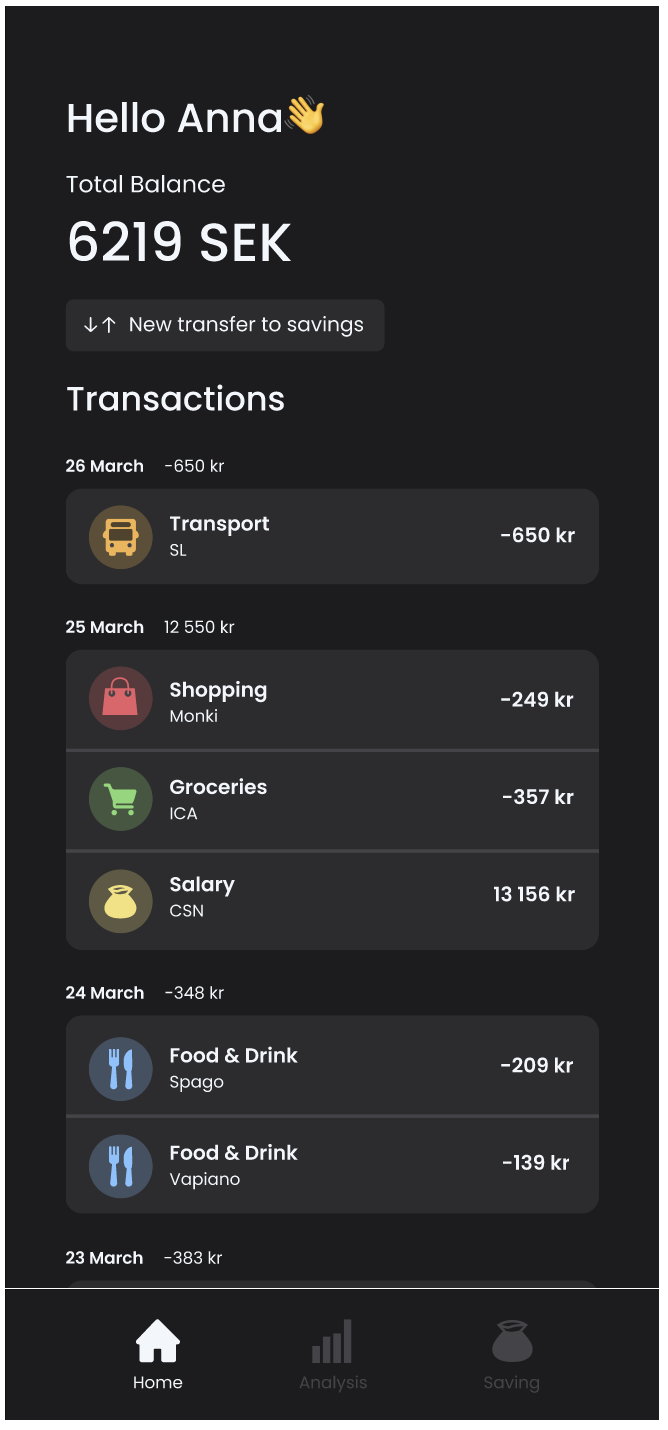 Hello Anna👋
Total Balance
6219 SEK
↓↑ New transfer to savings
Transactions
26 March -650 kr
Transport
SL
-650 kr
25 March 12 550 kr
Shopping
Monki
-249 kr
Groceries
ICA
-357 kr
Salary
CSN
13 156 kr
24 March -348 kr
Food & Drink
Spago
-209 kr
Food & Drink
Vapiano
-139 kr
23 March -383 kr
Home
Analysis
Saving